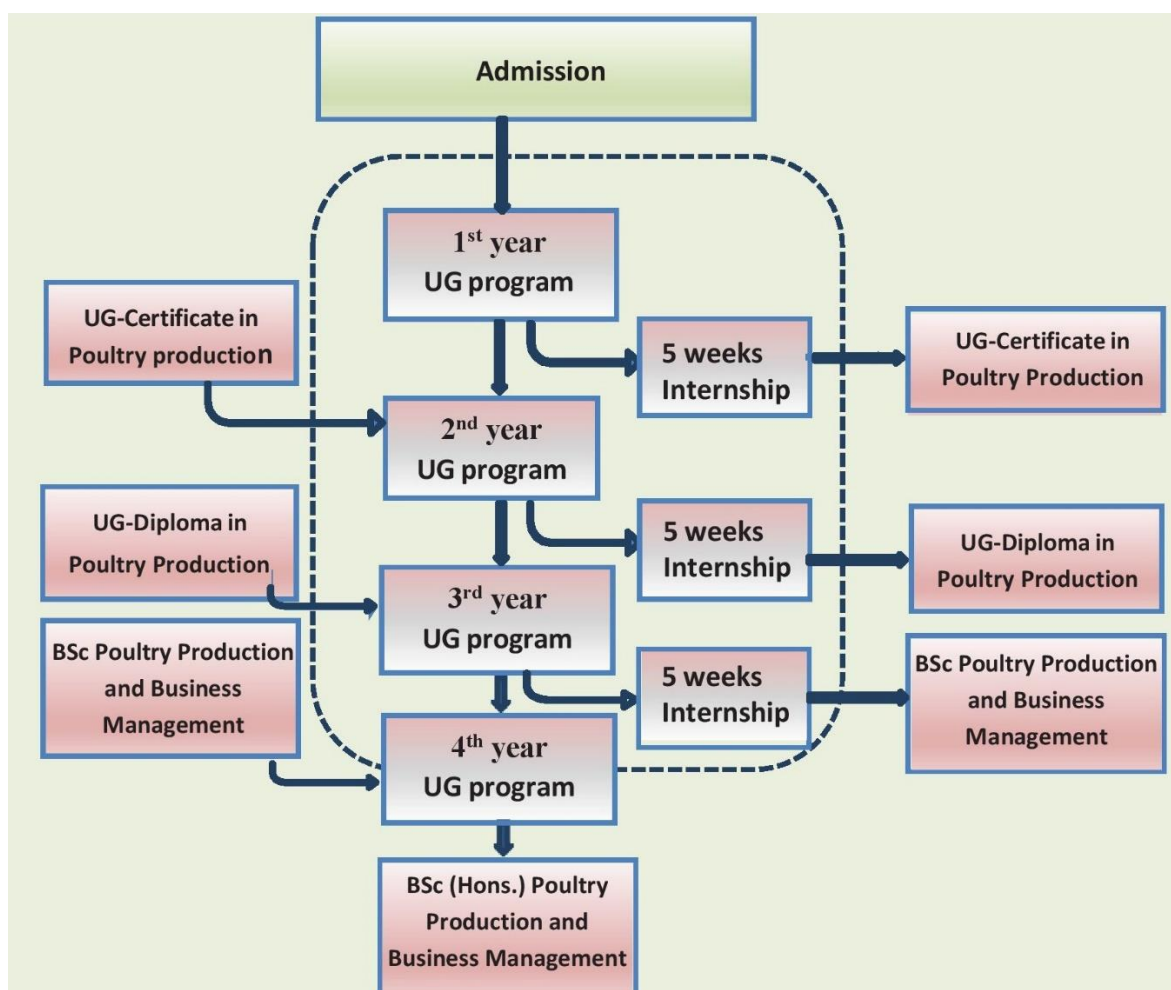 Admission
1st year
UG program
UG-Certificate in
Poultry production
5 weeks
Internship
UG-Certificate in
Poultry Production
2nd year
UG program
UG-Diploma in
Poultry Production
5 weeks
Internship
UG-Diploma in
Poultry Production
3rd year
UG program
BSc Poultry Production
and Business
Management
5 weeks
Internship
BSc Poultry Production
and Business
Management
4th year
UG program
BSc (Hons.) Poultry
Production and
Business Management